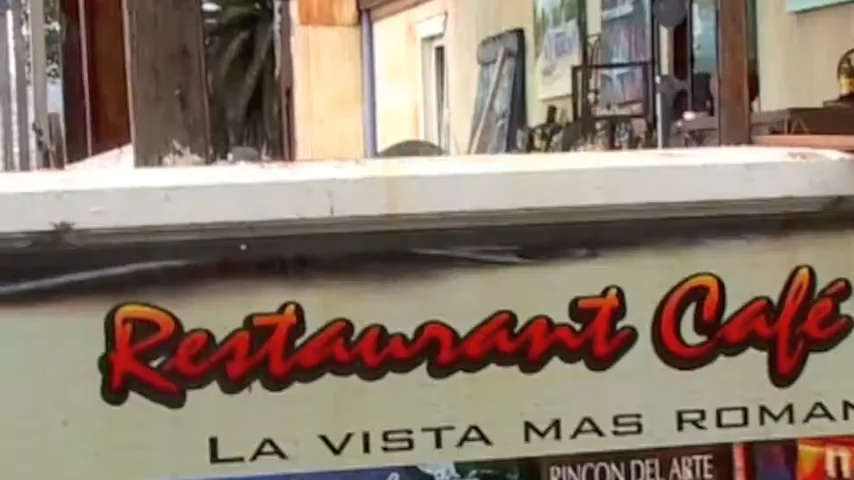 Restaurant Café
LA VISTA MAS ROMAN
RINCON DEL ARTE